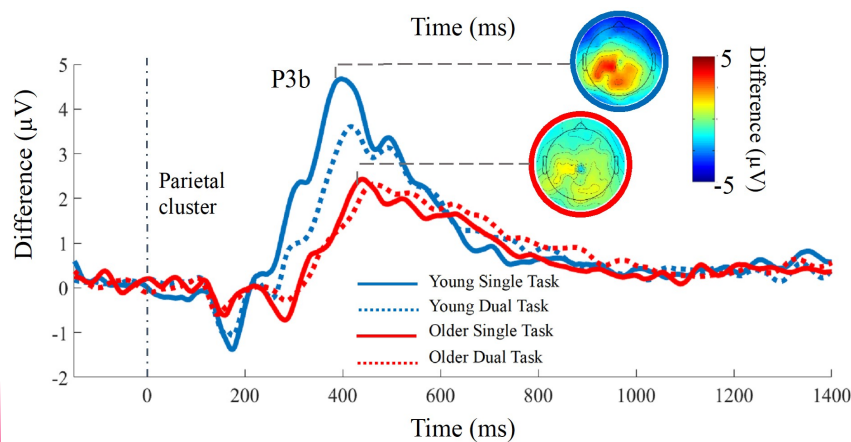 Time (ms)
5
4
3
2
1
0
-1
-2
Difference (µV)
P3b
Parietal
cluster
5
-5
Difference
(µV)
Young Single Task
Young Dual Task
Older Single Task
Older Dual Task
0
200
400
600
800
1000
1200
1400
Time (ms)